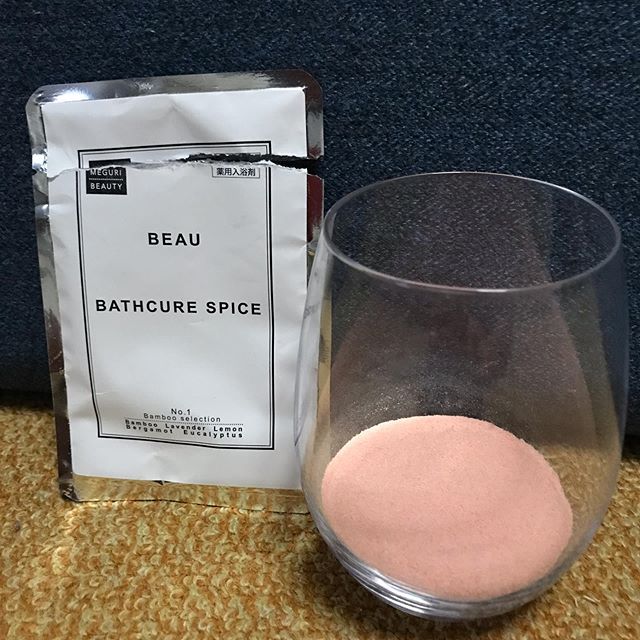 MEGURI
BEAUTY
薬用入浴剤
BEAU
BATHCURE SPICE
No.1
Bamboo selection
Bamboo Lavender Lemon
Bergamot Eucalyptus